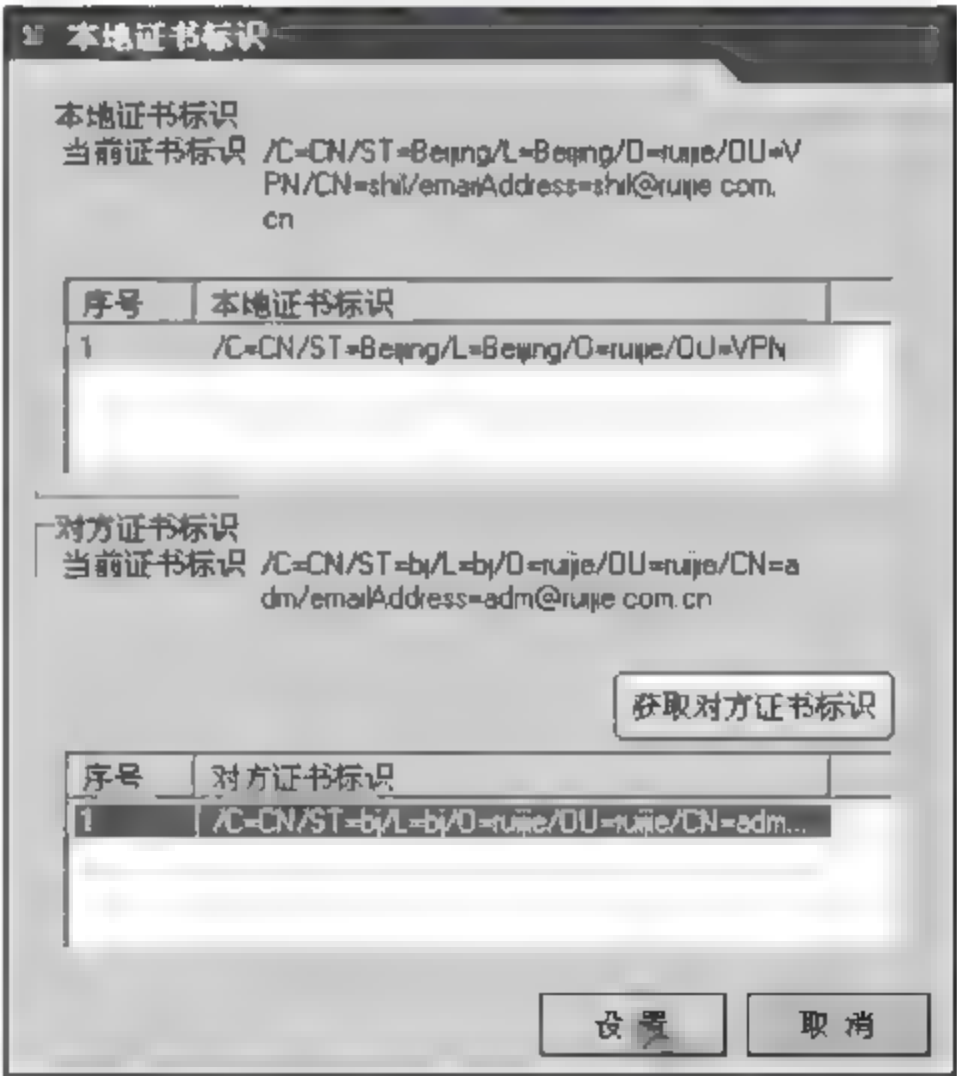 本地证书标识
本地证书标识
当前证书标识 /C=CN/ST=Beijing/L=Beijing/O=ruijie/OU=V
PN/CN=shil/emailAddress=shil@ruijie.com.
cn
序号 本地证书标识
1 /C=CN/ST=Beijing/L=Beijing/O=ruijie/OU=VPN
对方证书标识
当前证书标识 /C=CN/ST=bj/L=bj/O=ruijie/OU=ruijie/CN=a
dm/emailAddress=adm@ruijie.com.cn
获取对方证书标识
序号 对方证书标识
1 /C=CN/ST=bj/L=bj/O=ruijie/OU=ruijie/CN=adm...
设置 取消